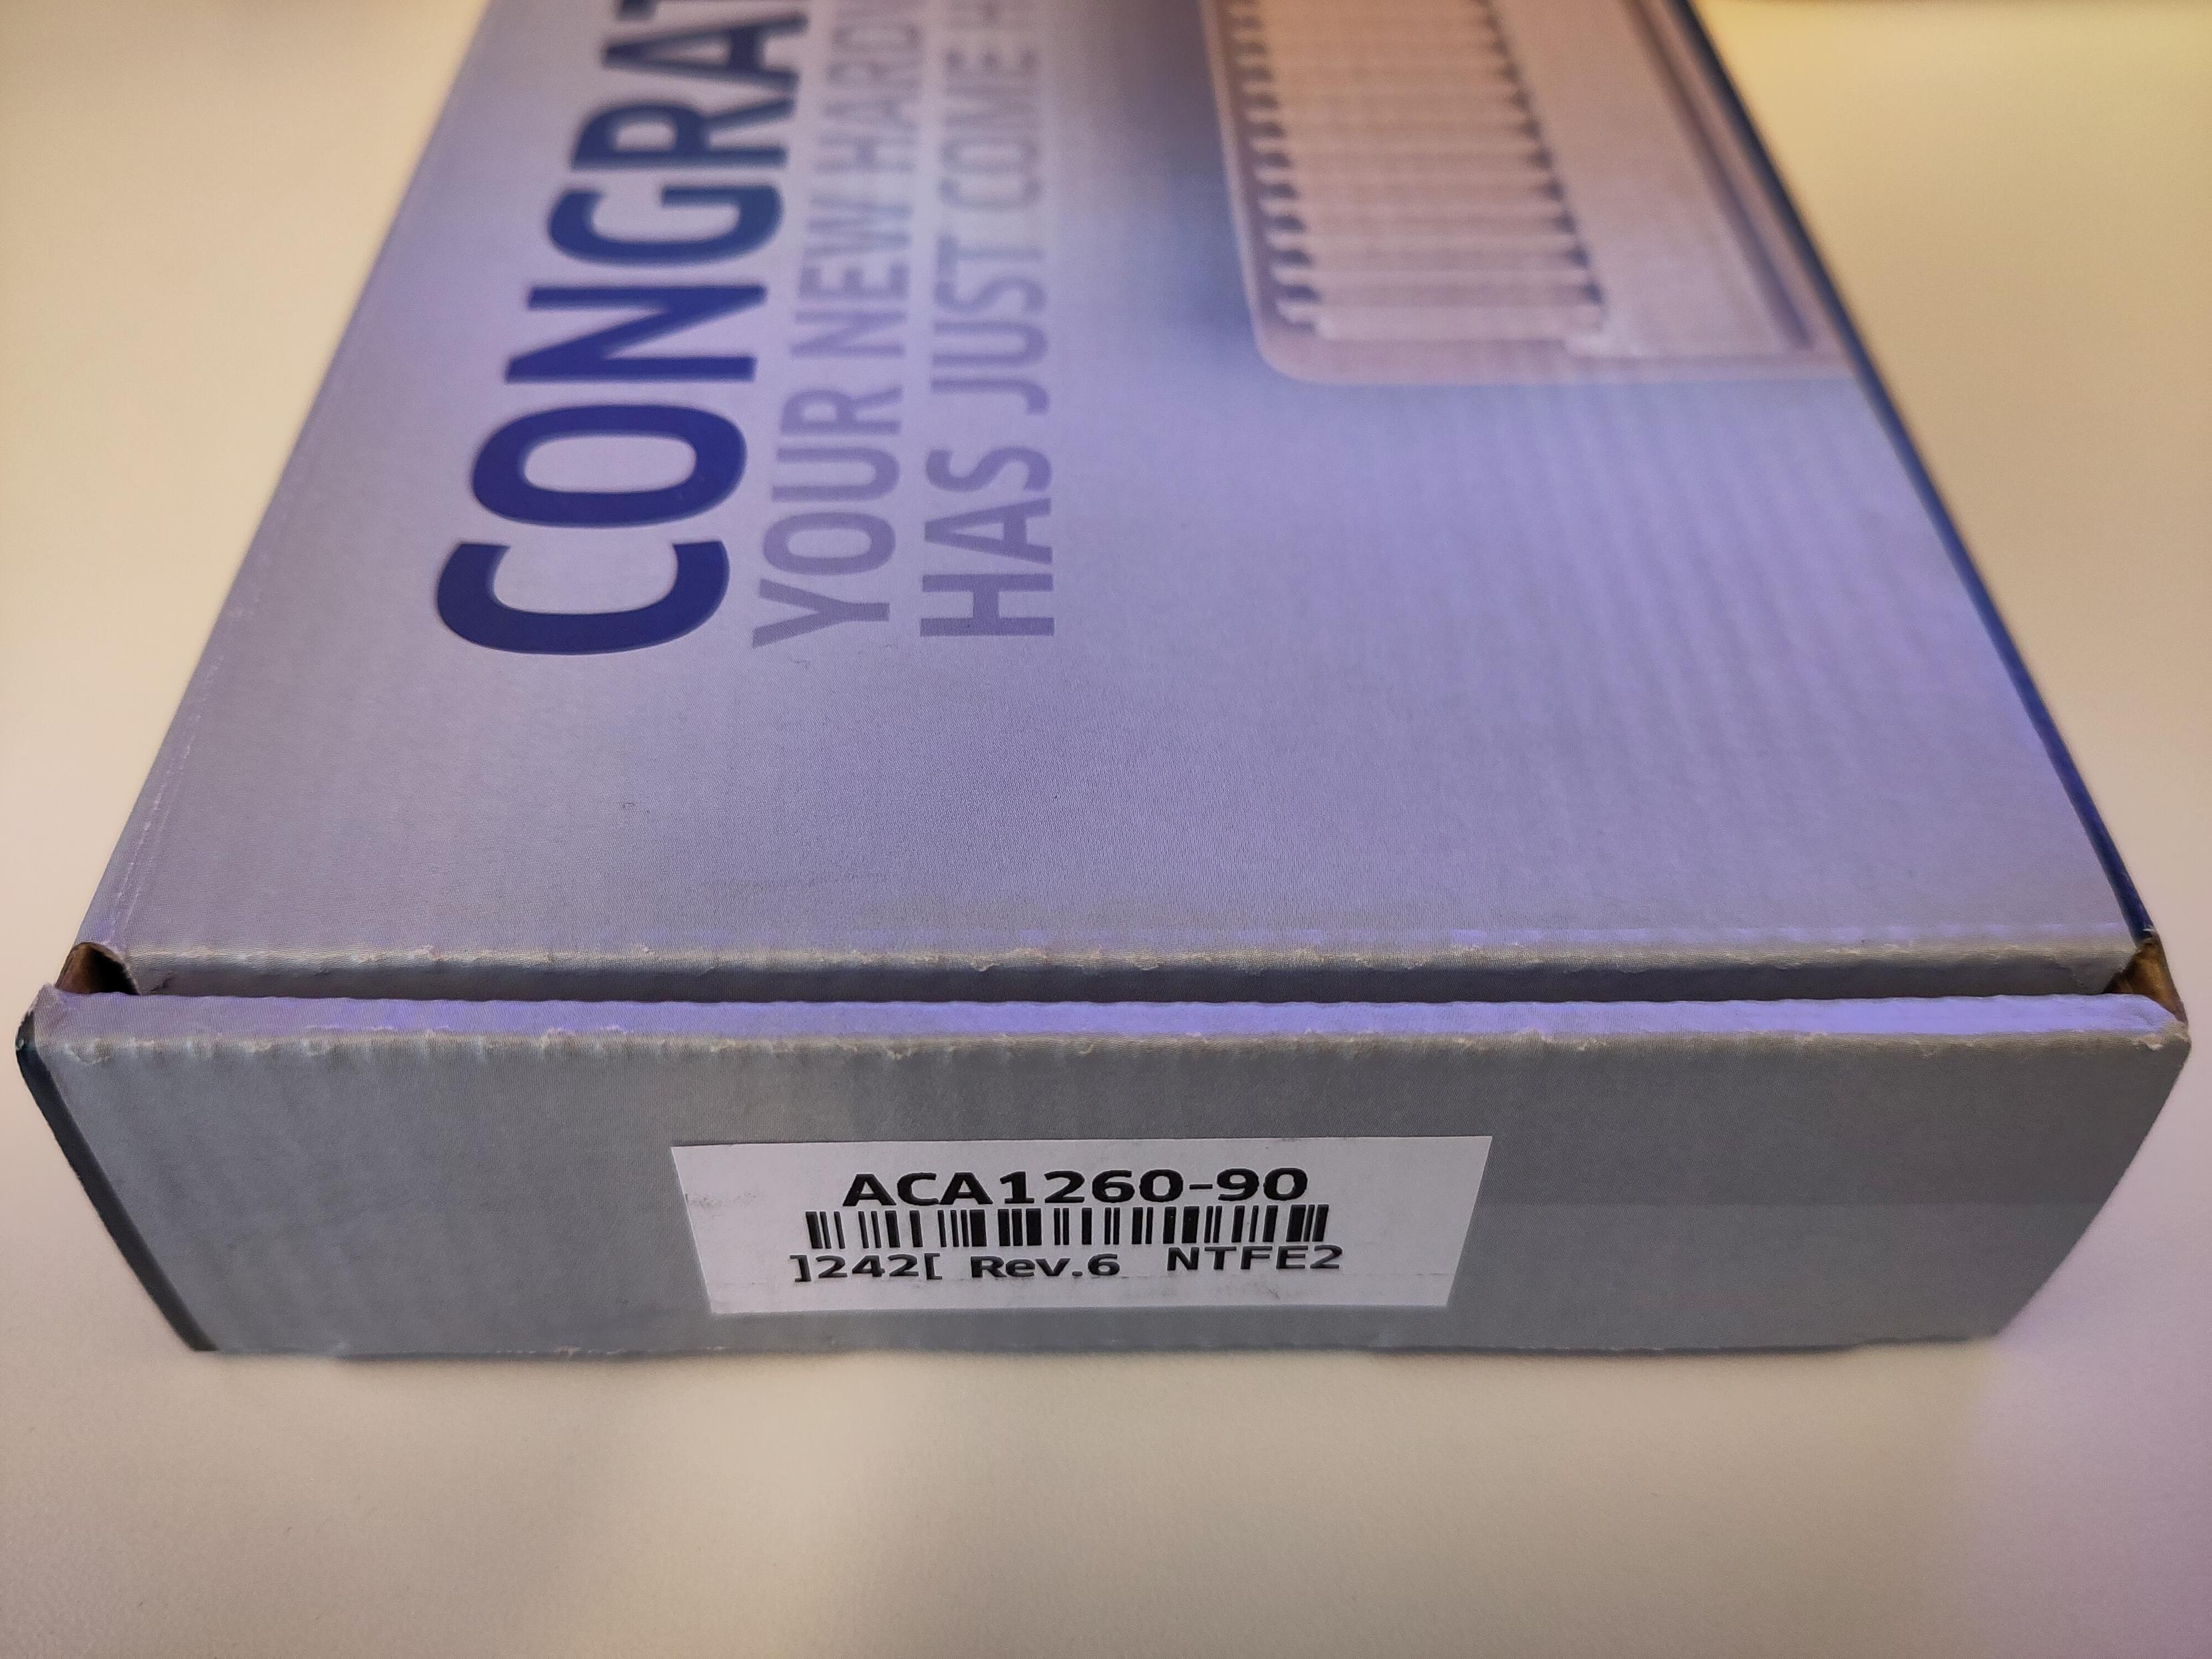 CONGRAT
YOUR NEW HARD
HAS JUST COME H
ACA1260-90
]242[ Rev.6 NTFE2